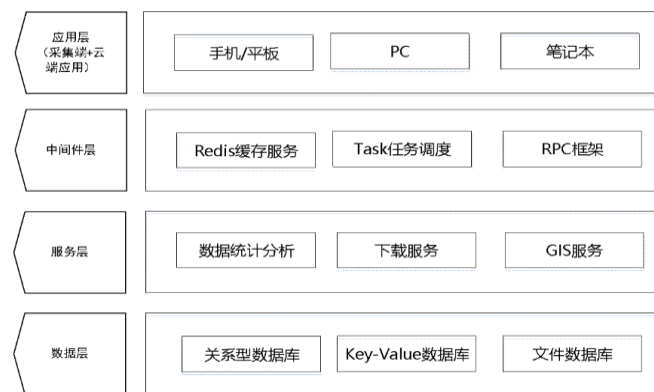 应用层
（采集端+云
端应用）
手机/平板
PC
笔记本
中间件层
Redis缓存服务
Task任务调度
RPC框架
服务层
数据统计分析
下载服务
GIS服务
数据层
关系型数据库
Key-Value数据库
文件数据库